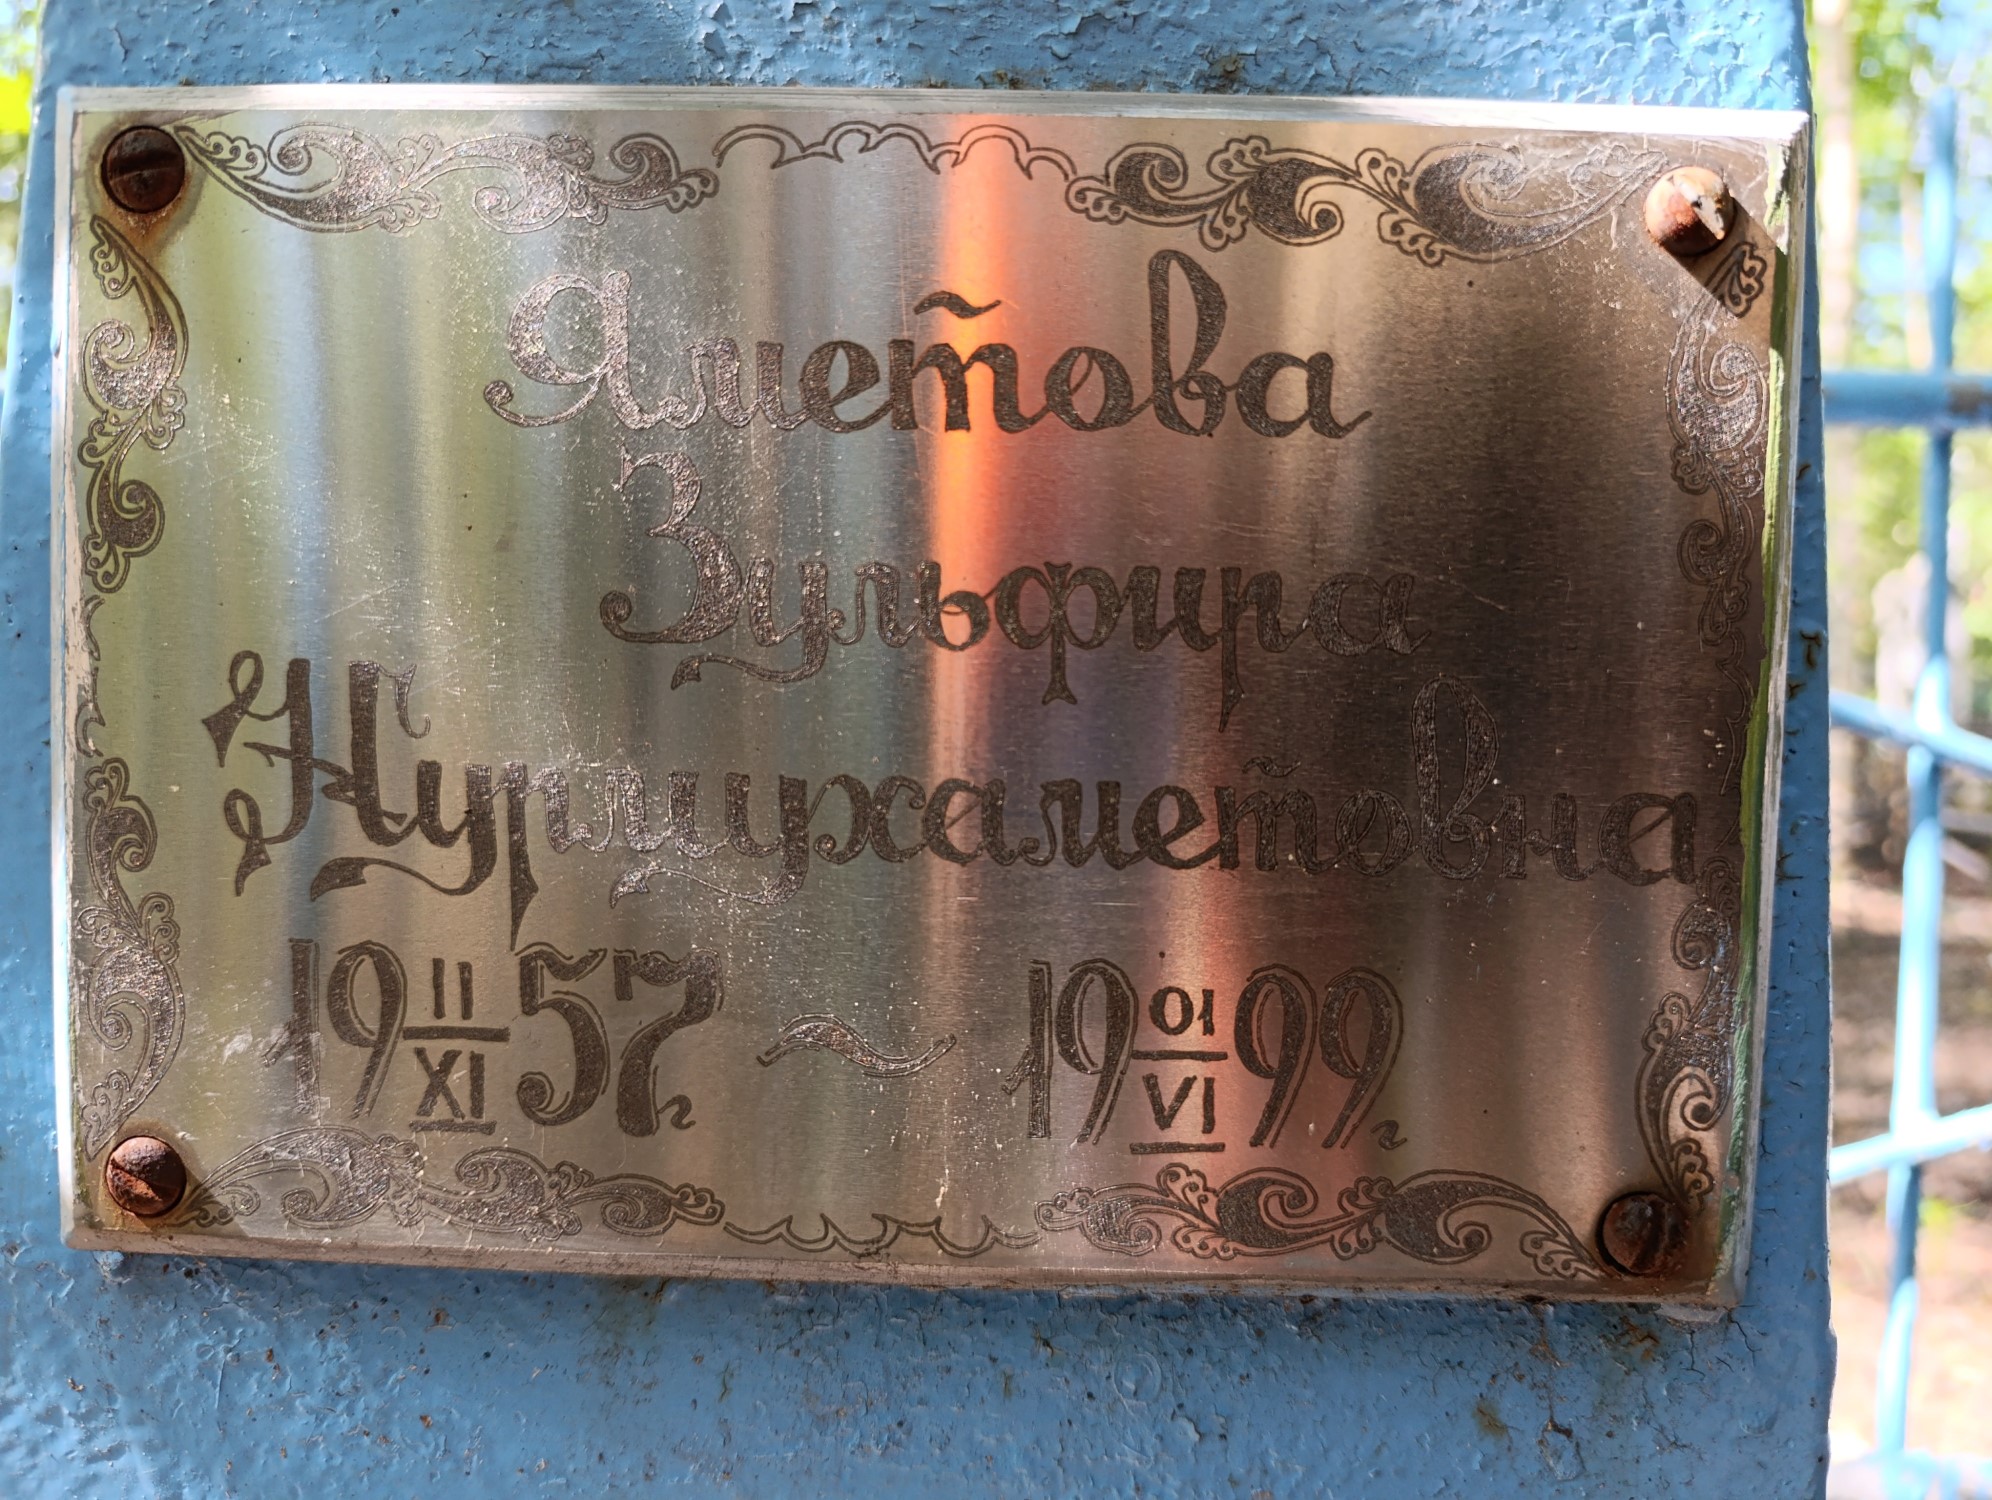 Яметова
Зульфира
Нурмухаметовна
19 11/XI 57г ~ 19 01/VI 99г